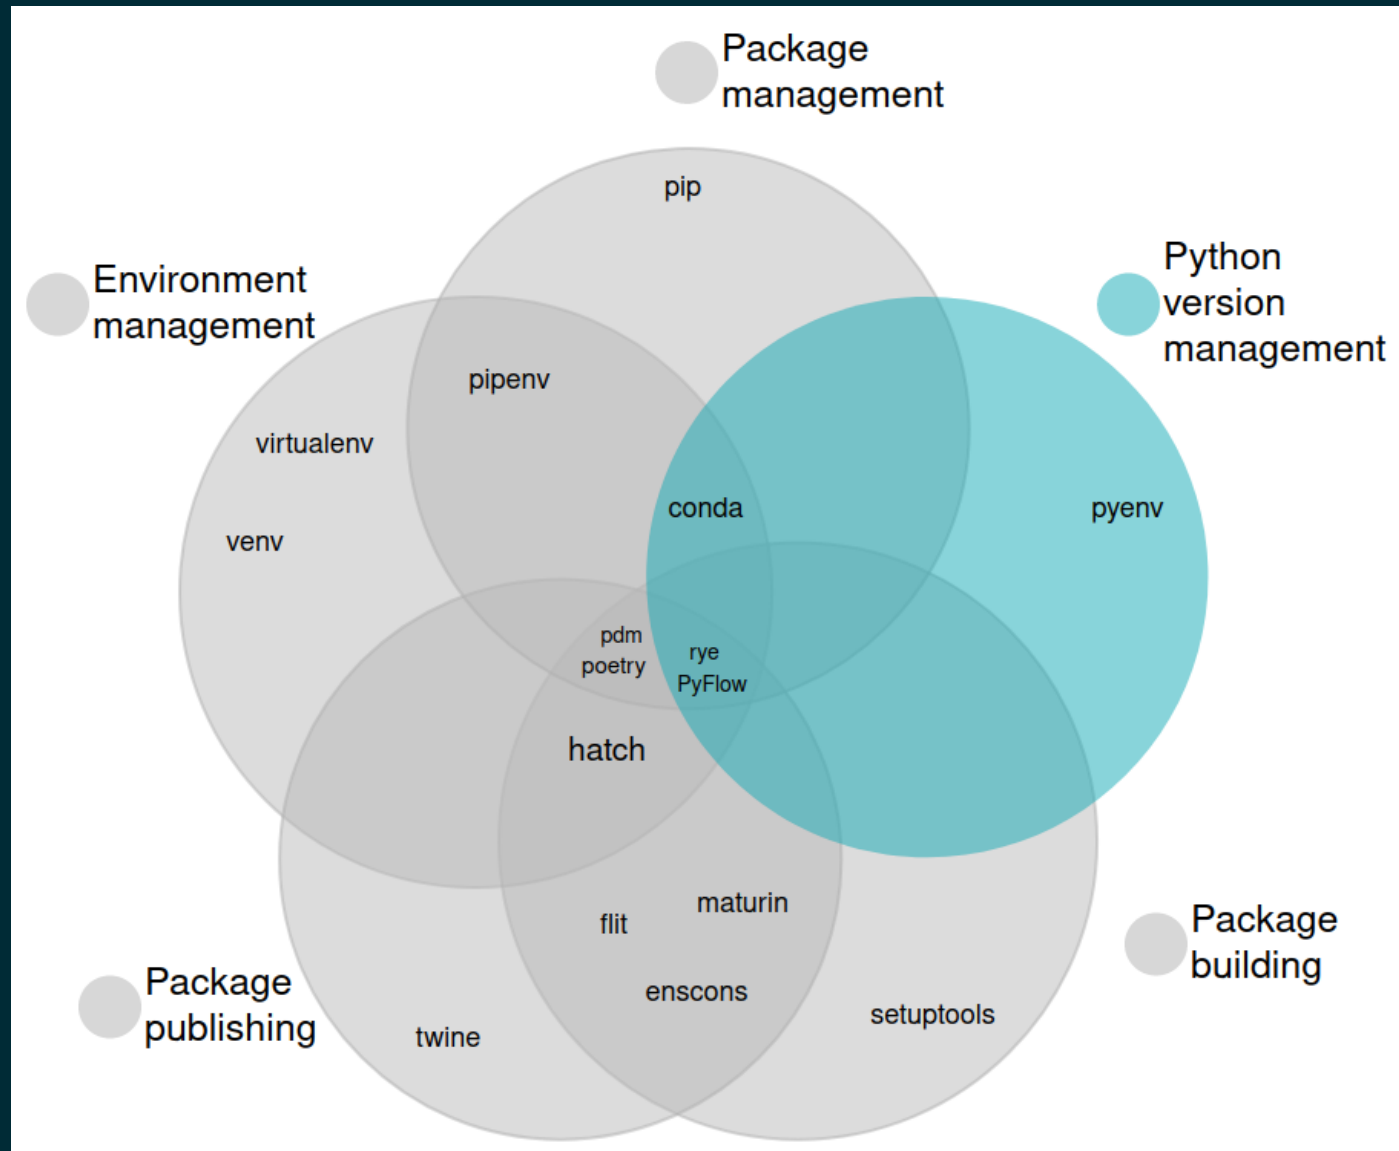 Package
management
pip
Python
version
management
Environment
management
pipenv
virtualenv
conda
pyenv
venv
pdm
poetry
rye
PyFlow
hatch
maturin
flit
enscons
Package
building
setuptools
Package
publishing
twine